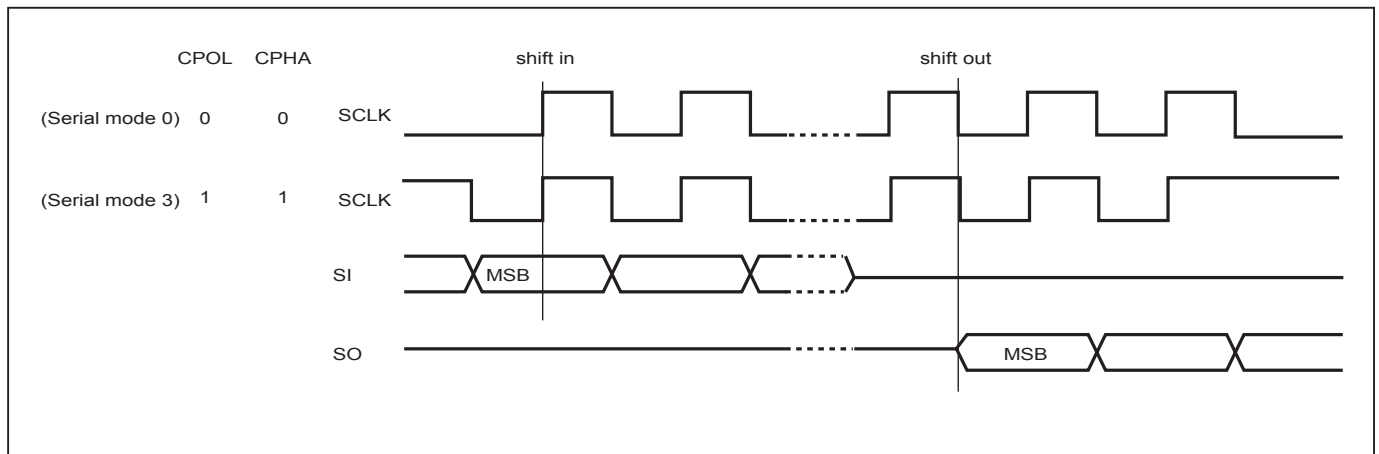 CPOL CPHA shift in shift out
(Serial mode 0) 0 0 SCLK
(Serial mode 3) 1 1 SCLK
SI MSB
SO MSB